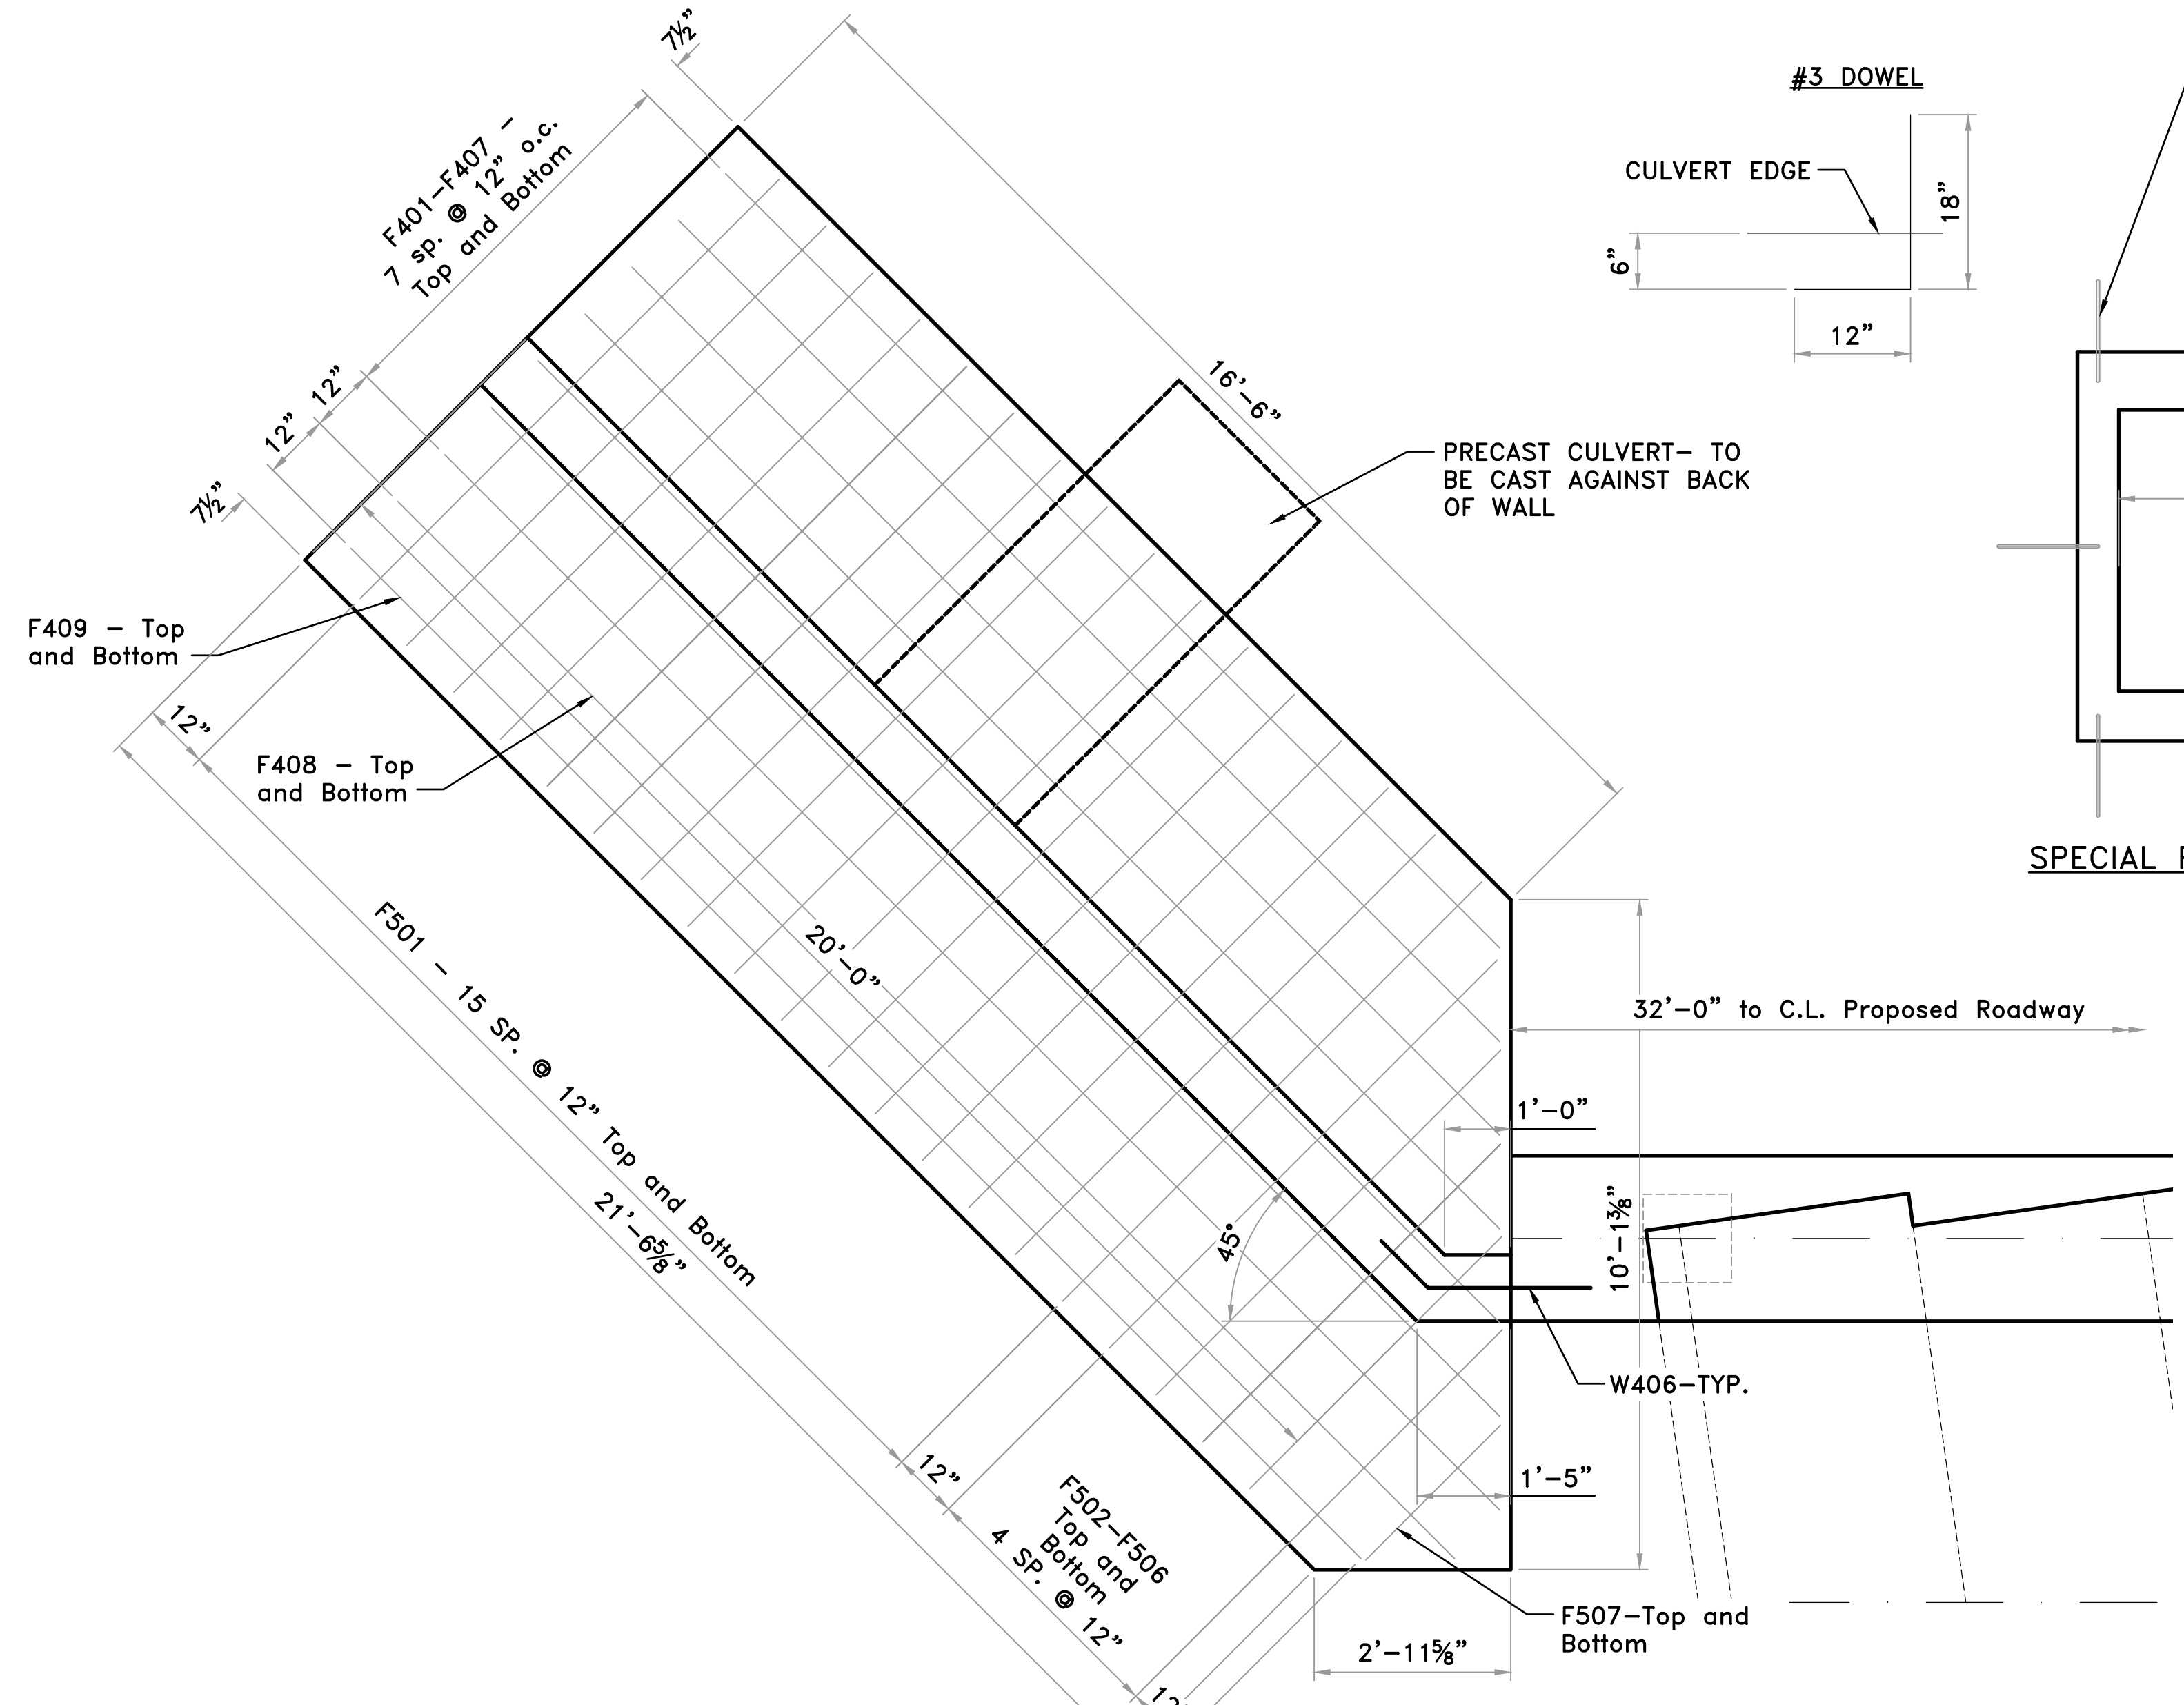 7½”
#3 DOWEL
F401–F407 –
7 sp. @ 12” o.c.
Top and Bottom
CULVERT EDGE
18”
6”
12”
12”
12”
7½”
16’–6”
PRECAST CULVERT– TO
BE CAST AGAINST BACK
OF WALL
F409 – Top
and Bottom
12”
F408 – Top
and Bottom
SPECIAL
F501 – 15 SP. @ 12” Top and Bottom
20’–0”
32’–0” to C.L. Proposed Roadway
1’–0”
21’–6⅝”
45°
10’–1⅜”
W406–TYP.
12”
1’–5”
F502–F506
Top and
Bottom
4 SP. @ 12”
F507–Top and
Bottom
2’–11⅝”